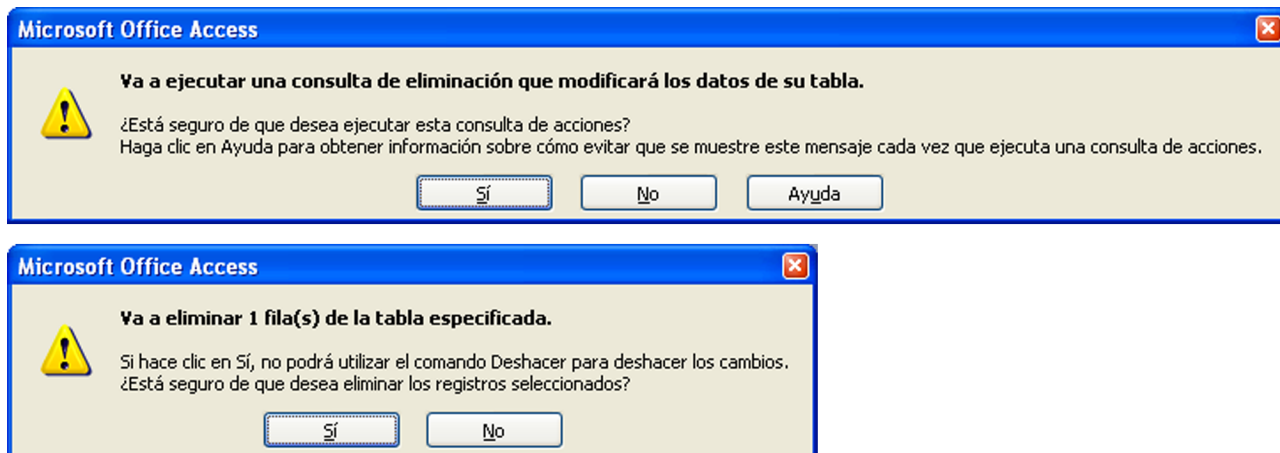 Microsoft Office Access
Va a ejecutar una consulta de eliminación que modificará los datos de su tabla.
¿Está seguro de que desea ejecutar esta consulta de acciones?
Haga clic en Ayuda para obtener información sobre cómo evitar que se muestre este mensaje cada vez que ejecuta una consulta de acciones.
Sí No Ayuda
Microsoft Office Access
Va a eliminar 1 fila(s) de la tabla especificada.
Si hace clic en Sí, no podrá utilizar el comando Deshacer para deshacer los cambios.
¿Está seguro de que desea eliminar los registros seleccionados?
Sí No